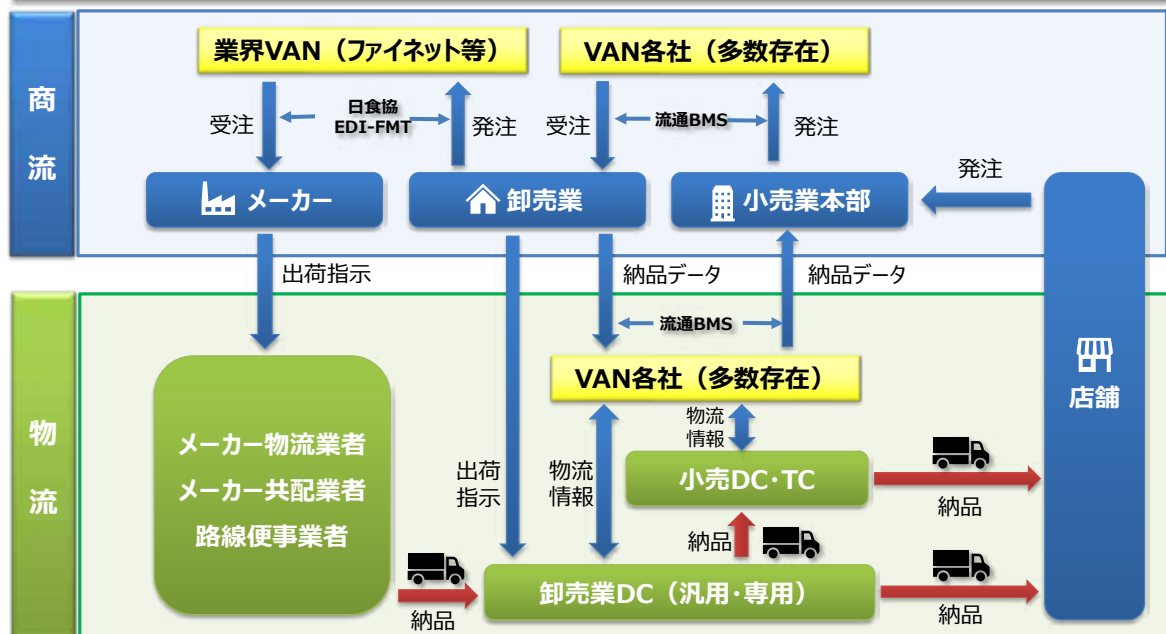 商流
業界VAN（ファイネット等）
VAN各社（多数存在）
受注
日食協
EDI-FMT
発注
受注
流通BMS
発注
メーカー
卸売業
小売業本部
発注
出荷指示
納品データ
納品データ
流通BMS
物流
VAN各社（多数存在）
店舗
メーカー物流業者
メーカー共配業者
路線便事業者
出荷
指示
物流
情報
物流
情報
小売DC・TC
納品
納品
卸売業DC（汎用・専用）
納品
納品